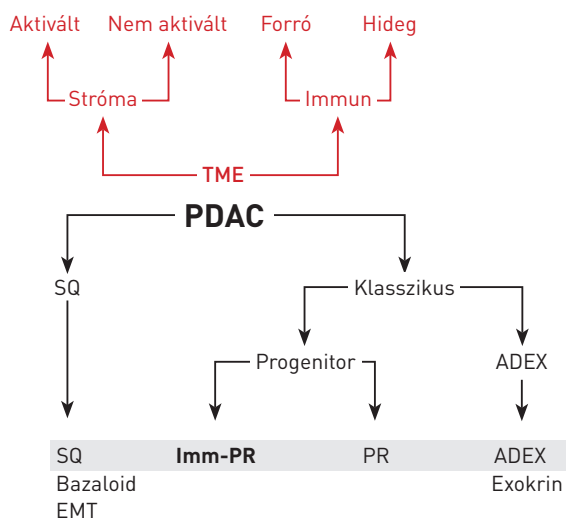 Aktivált Nem aktivált Forró Hideg
Stróma Immun
TME
PDAC
SQ Klasszikus
Progenitor ADEX
SQ Imm-PR PR ADEX
Bazaloid Exokrin
EMT